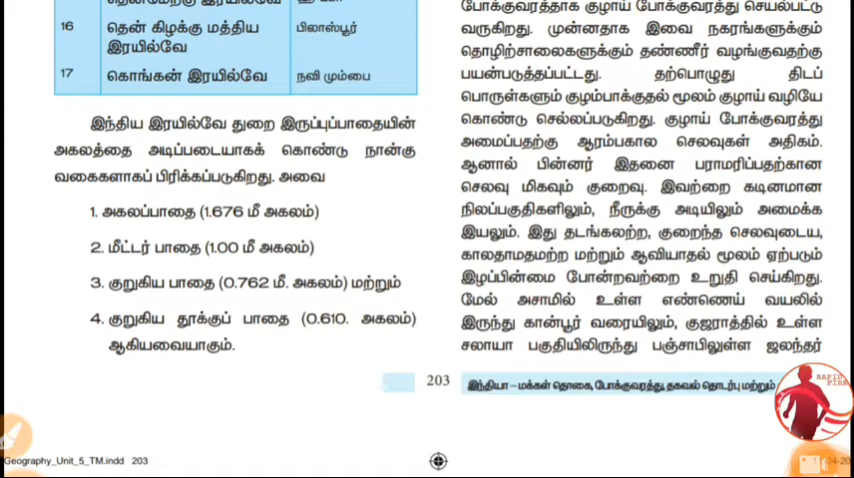 16 தென் கிழக்கு மத்திய பிலாஸ்பூர்
இரயில்வே
17 கொங்கன் இரயில்வே நவி மும்பை
இந்திய இரயில்வே துறை இருப்புப்பாதையின்
அகலத்தை அடிப்படையாகக் கொண்டு நான்கு
வகைகளாகப் பிரிக்கப்படுகிறது. அவை
1. அகலப்பாதை (1.676 மீ அகலம்)
2. மீட்டர் பாதை (1.00 மீ அகலம்)
3. குறுகிய பாதை (0.762 மீ. அகலம்) மற்றும்
4. குறுகிய தூக்குப் பாதை (0.610. அகலம்)
ஆகியவையாகும்.
போக்குவரத்தாக குழாய் போக்குவரத்து செயல்பட்டு
வருகிறது. முன்னதாக இவை நகரங்களுக்கும்
தொழிற்சாலைகளுக்கும் தண்ணீர் வழங்குவதற்கு
பயன்படுத்தப்பட்டது. தற்பொழுது திடப்
பொருள்களும் குழம்பாக்குதல் மூலம் குழாய் வழியே
கொண்டு செல்லப்படுகிறது. குழாய் போக்குவரத்து
அமைப்பதற்கு ஆரம்பகால செலவுகள் அதிகம்.
ஆனால் பின்னர் இதனை பராமரிப்பதற்கான
செலவு மிகவும் குறைவு. இவற்றை கடினமான
நிலப்பகுதிகளிலும், நீருக்கு அடியிலும் அமைக்க
இயலும். இது தடங்கலற்ற, குறைந்த செலவுடைய,
காலதாமதமற்ற மற்றும் ஆவியாதல் மூலம் ஏற்படும்
இழப்பின்மை போன்றவற்றை உறுதி செய்கிறது.
மேல் அசாமில் உள்ள எண்ணெய் வயலில்
இருந்து கான்பூர் வரையிலும், குஜராத்தில் உள்ள
சலாயா பகுதியிலிருந்து பஞ்சாபிலுள்ள ஜலந்தர்
203 இந்தியா – மக்கள் தொகை, போக்குவரத்து, தகவல் தொடர்பு மற்றும்
RAPID
FIRE
Geography_Unit_5_TM.indd 203